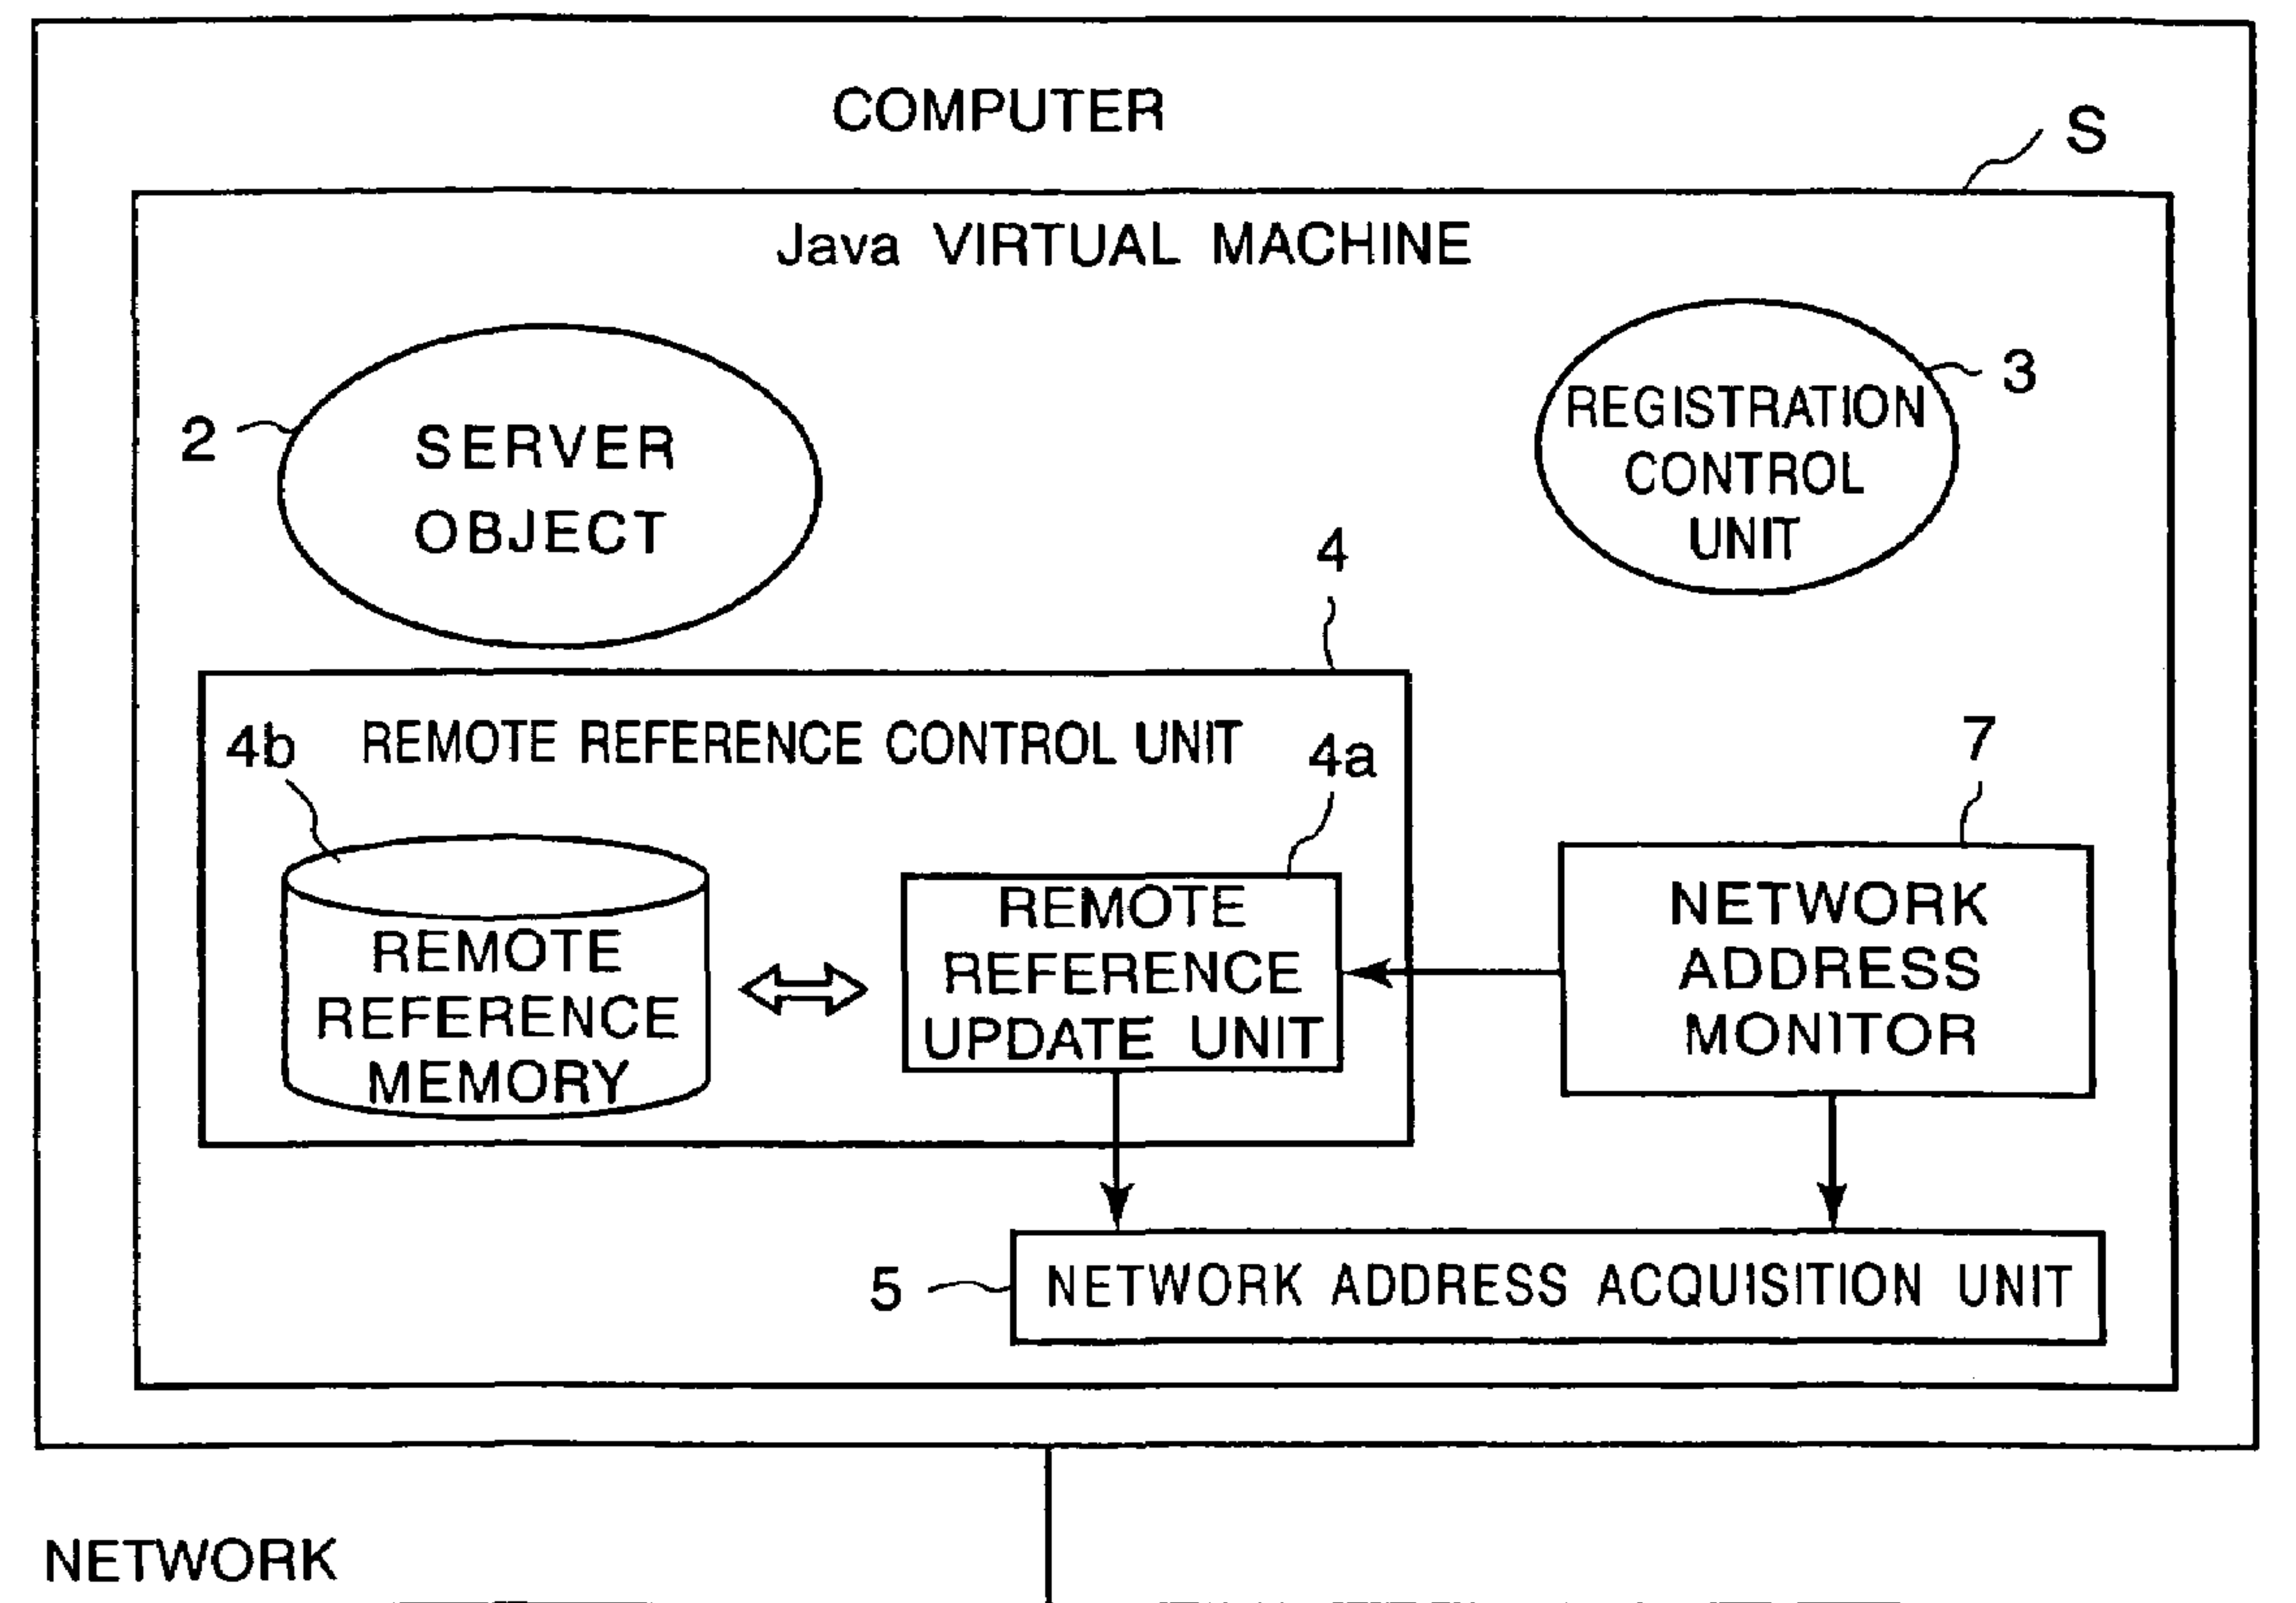 COMPUTER
S
Java VIRTUAL MACHINE
2
SERVER
OBJECT
3
REGISTRATION
CONTROL
UNIT
4
REMOTE REFERENCE CONTROL UNIT
4b
4a
7
REMOTE
REFERENCE
MEMORY
REMOTE
REFERENCE
UPDATE UNIT
NETWORK
ADDRESS
MONITOR
5
NETWORK ADDRESS ACQUISITION UNIT
NETWORK